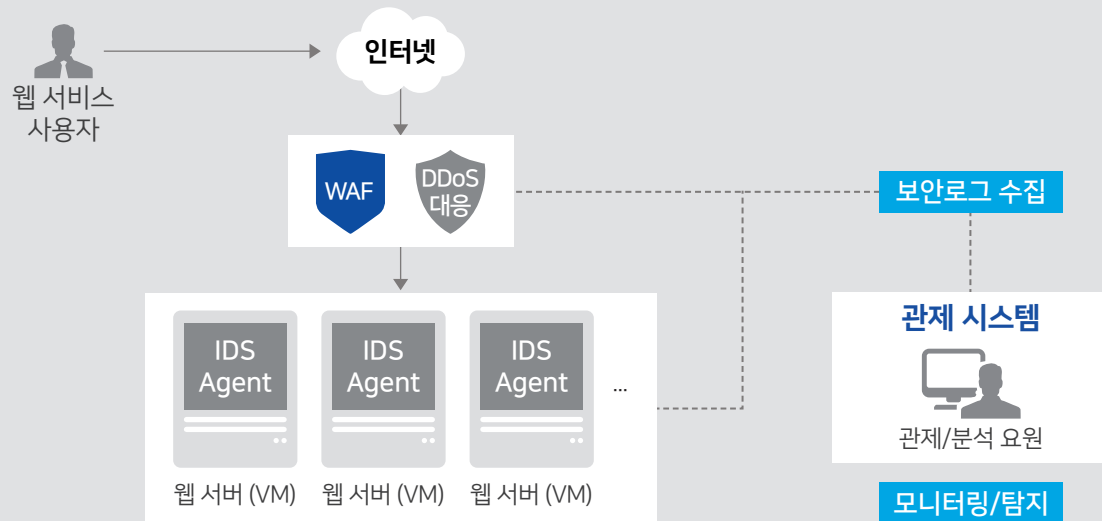 인터넷
웹 서비스
사용자
WAF
DDoS
대응
보안로그 수집
IDS
Agent
IDS
Agent
IDS
Agent
...
웹 서버 (VM)
웹 서버 (VM)
웹 서버 (VM)
관제 시스템
관제/분석 요원
모니터링/탐지